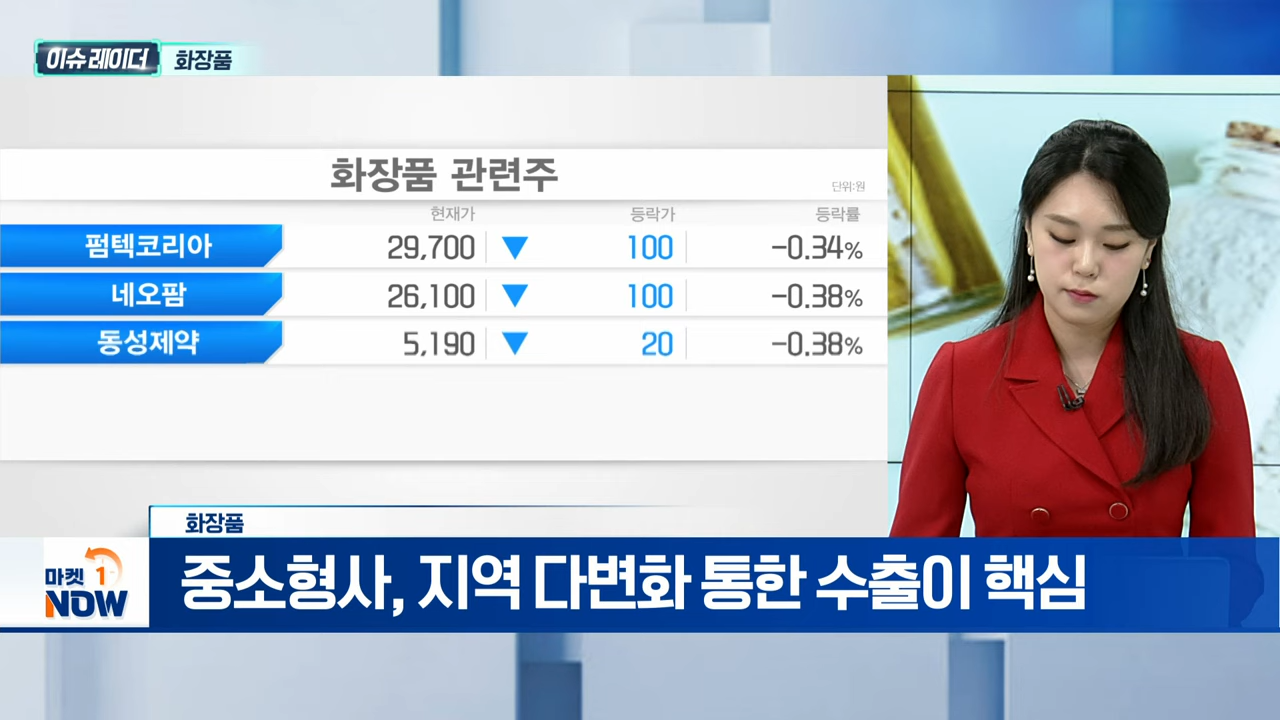 이슈레이더 화장품
화장품 관련주
단위:원
현재가 등락가 등락률
펌텍코리아 29,700 ▼ 100 -0.34%
네오팜 26,100 ▼ 100 -0.38%
동성제약 5,190 ▼ 20 -0.38%
화장품
마켓 1
NOW
중소형사, 지역 다변화 통한 수출이 핵심